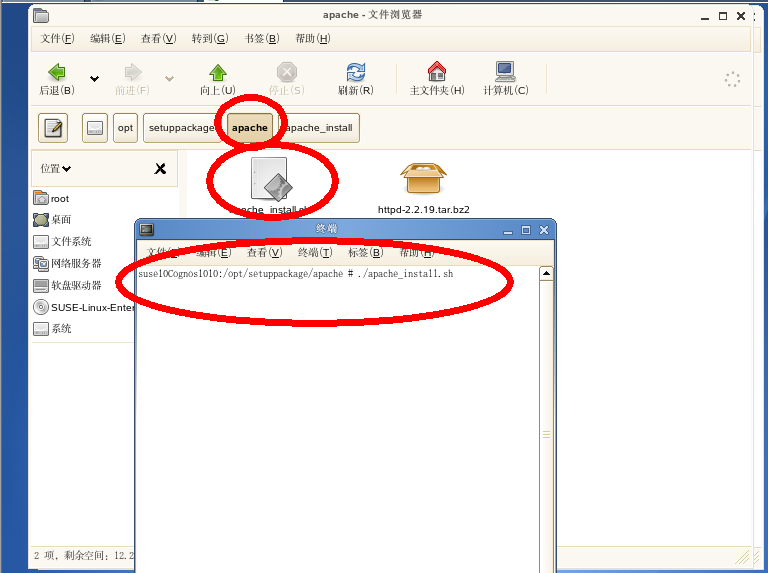 apache - 文件浏览器
文件(F) 编辑(E) 查看(V) 转到(G) 书签(B) 帮助(H)
后退(B) 前进(F) 向上(U) 停止(S) 刷新(R) 主文件夹(H) 计算机(C)
opt setuppackage apache apache_install
位置
root
桌面
文件系统
网络服务器
软盘驱动器
SUSE-Linux-Enter
系统
httpd-2.2.19.tar.bz2
终端
文件 编辑(E) 查看(V) 终端(T) 标签(B) 帮助(H)
suse10Cognos1010:/opt/setuppackage/apache # ./apache_install.sh
2 项, 剩余空间: 12.2